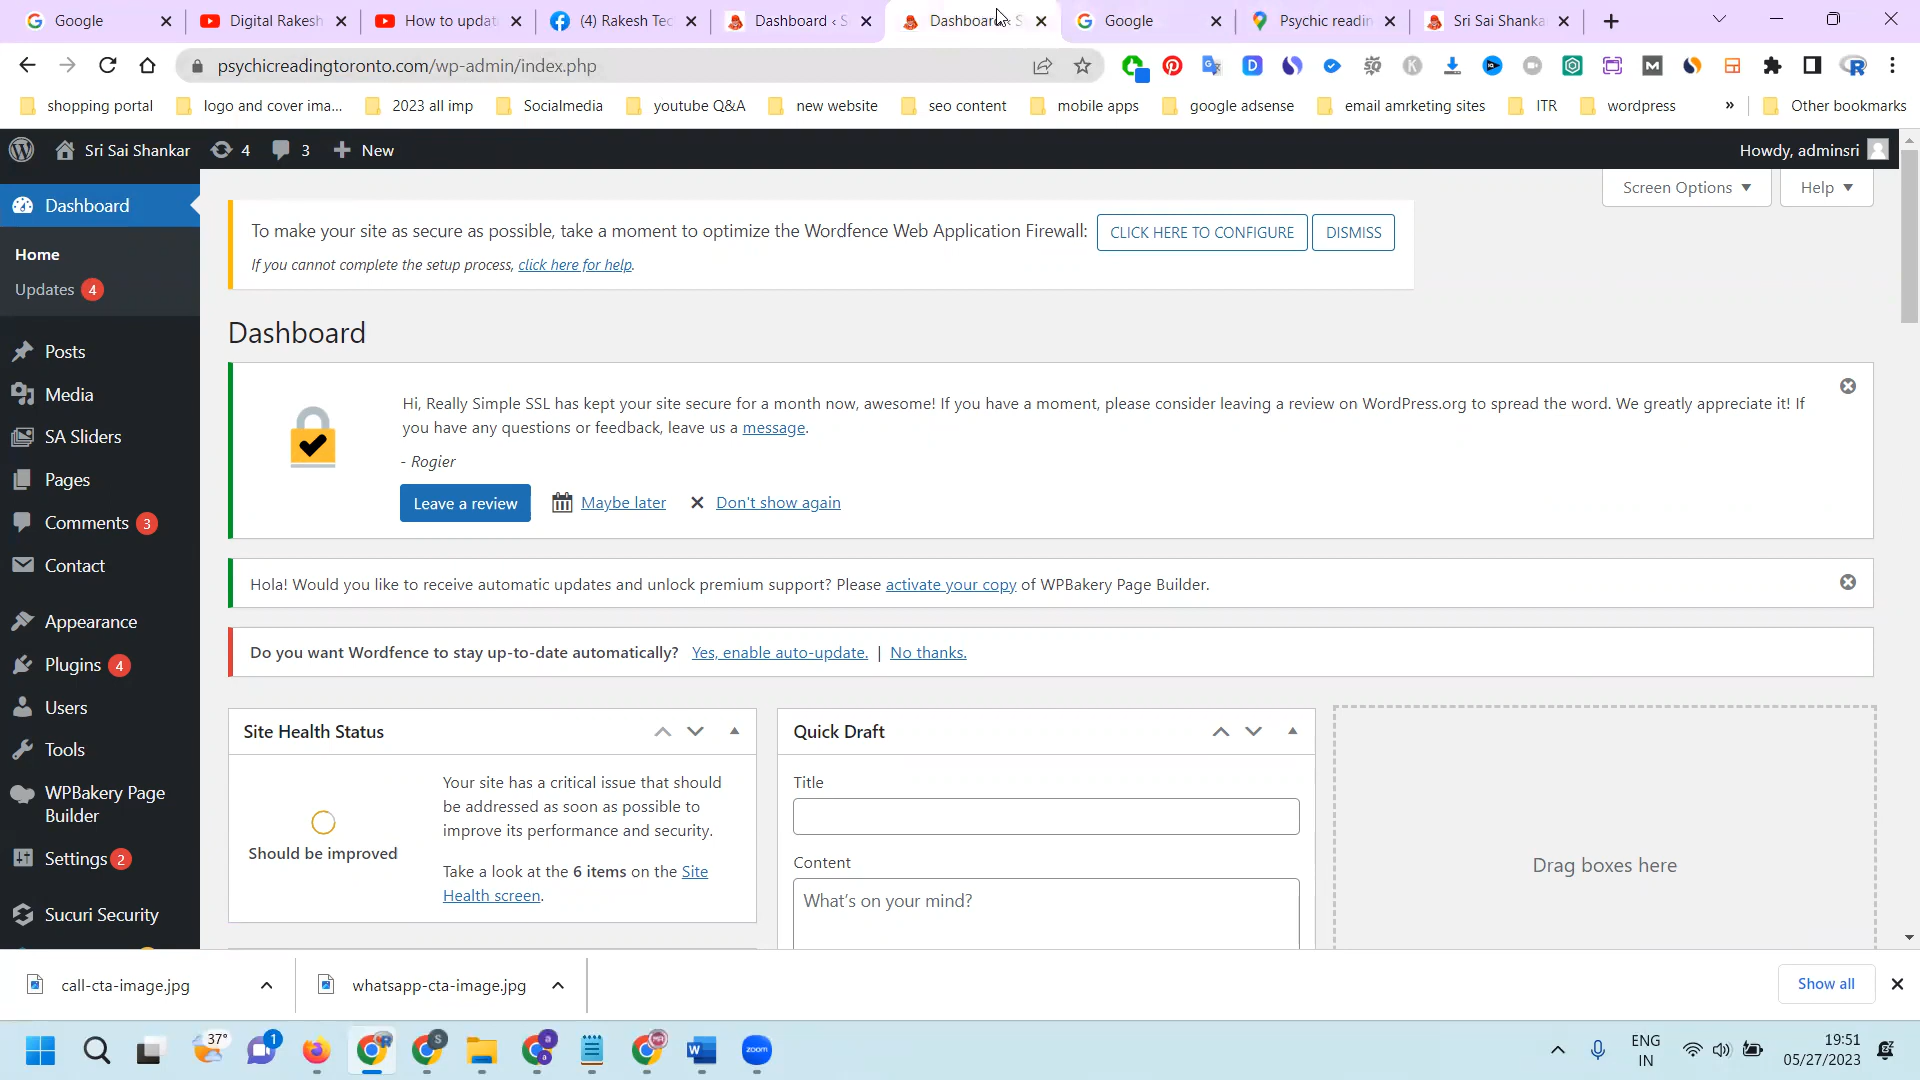 Google
Digital Rakesh
How to updat
(4) Rakesh Tec
Dashboard ‹ S
Dashboard ‹ S
Google
Psychic readin
Sri Sai Shanka
psychicreadingtoronto.com/wp-admin/index.php
shopping portal
logo and cover ima...
2023 all imp
Socialmedia
youtube Q&A
new website
seo content
mobile apps
google adsense
email amrketing sites
ITR
wordpress
»
Other bookmarks
Sri Sai Shankar
4
3
New
Howdy, adminsri
Screen Options
Help
Dashboard
Home
Updates 4
Posts
Media
SA Sliders
Pages
Comments 3
Contact
Appearance
Plugins 4
Users
Tools
WPBakery Page
Builder
Settings 2
Sucuri Security
To make your site as secure as possible, take a moment to optimize the Wordfence Web Application Firewall:
CLICK HERE TO CONFIGURE
DISMISS
If you cannot complete the setup process, click here for help.
Dashboard
Hi, Really Simple SSL has kept your site secure for a month now, awesome! If you have a moment, please consider leaving a review on WordPress.org to spread the word. We greatly appreciate it! If
you have any questions or feedback, leave us a message.
- Rogier
Leave a review
Maybe later
Don't show again
Hola! Would you like to receive automatic updates and unlock premium support? Please activate your copy of WPBakery Page Builder.
Do you want Wordfence to stay up-to-date automatically? Yes, enable auto-update. | No thanks.
Site Health Status
Should be improved
Your site has a critical issue that should
be addressed as soon as possible to
improve its performance and security.
Take a look at the 6 items on the Site
Health screen.
Quick Draft
Title
Content
What's on your mind?
Drag boxes here
call-cta-image.jpg
whatsapp-cta-image.jpg
Show all
37°
1
S
a
a
zoom
ENG
IN
19:51
05/27/2023